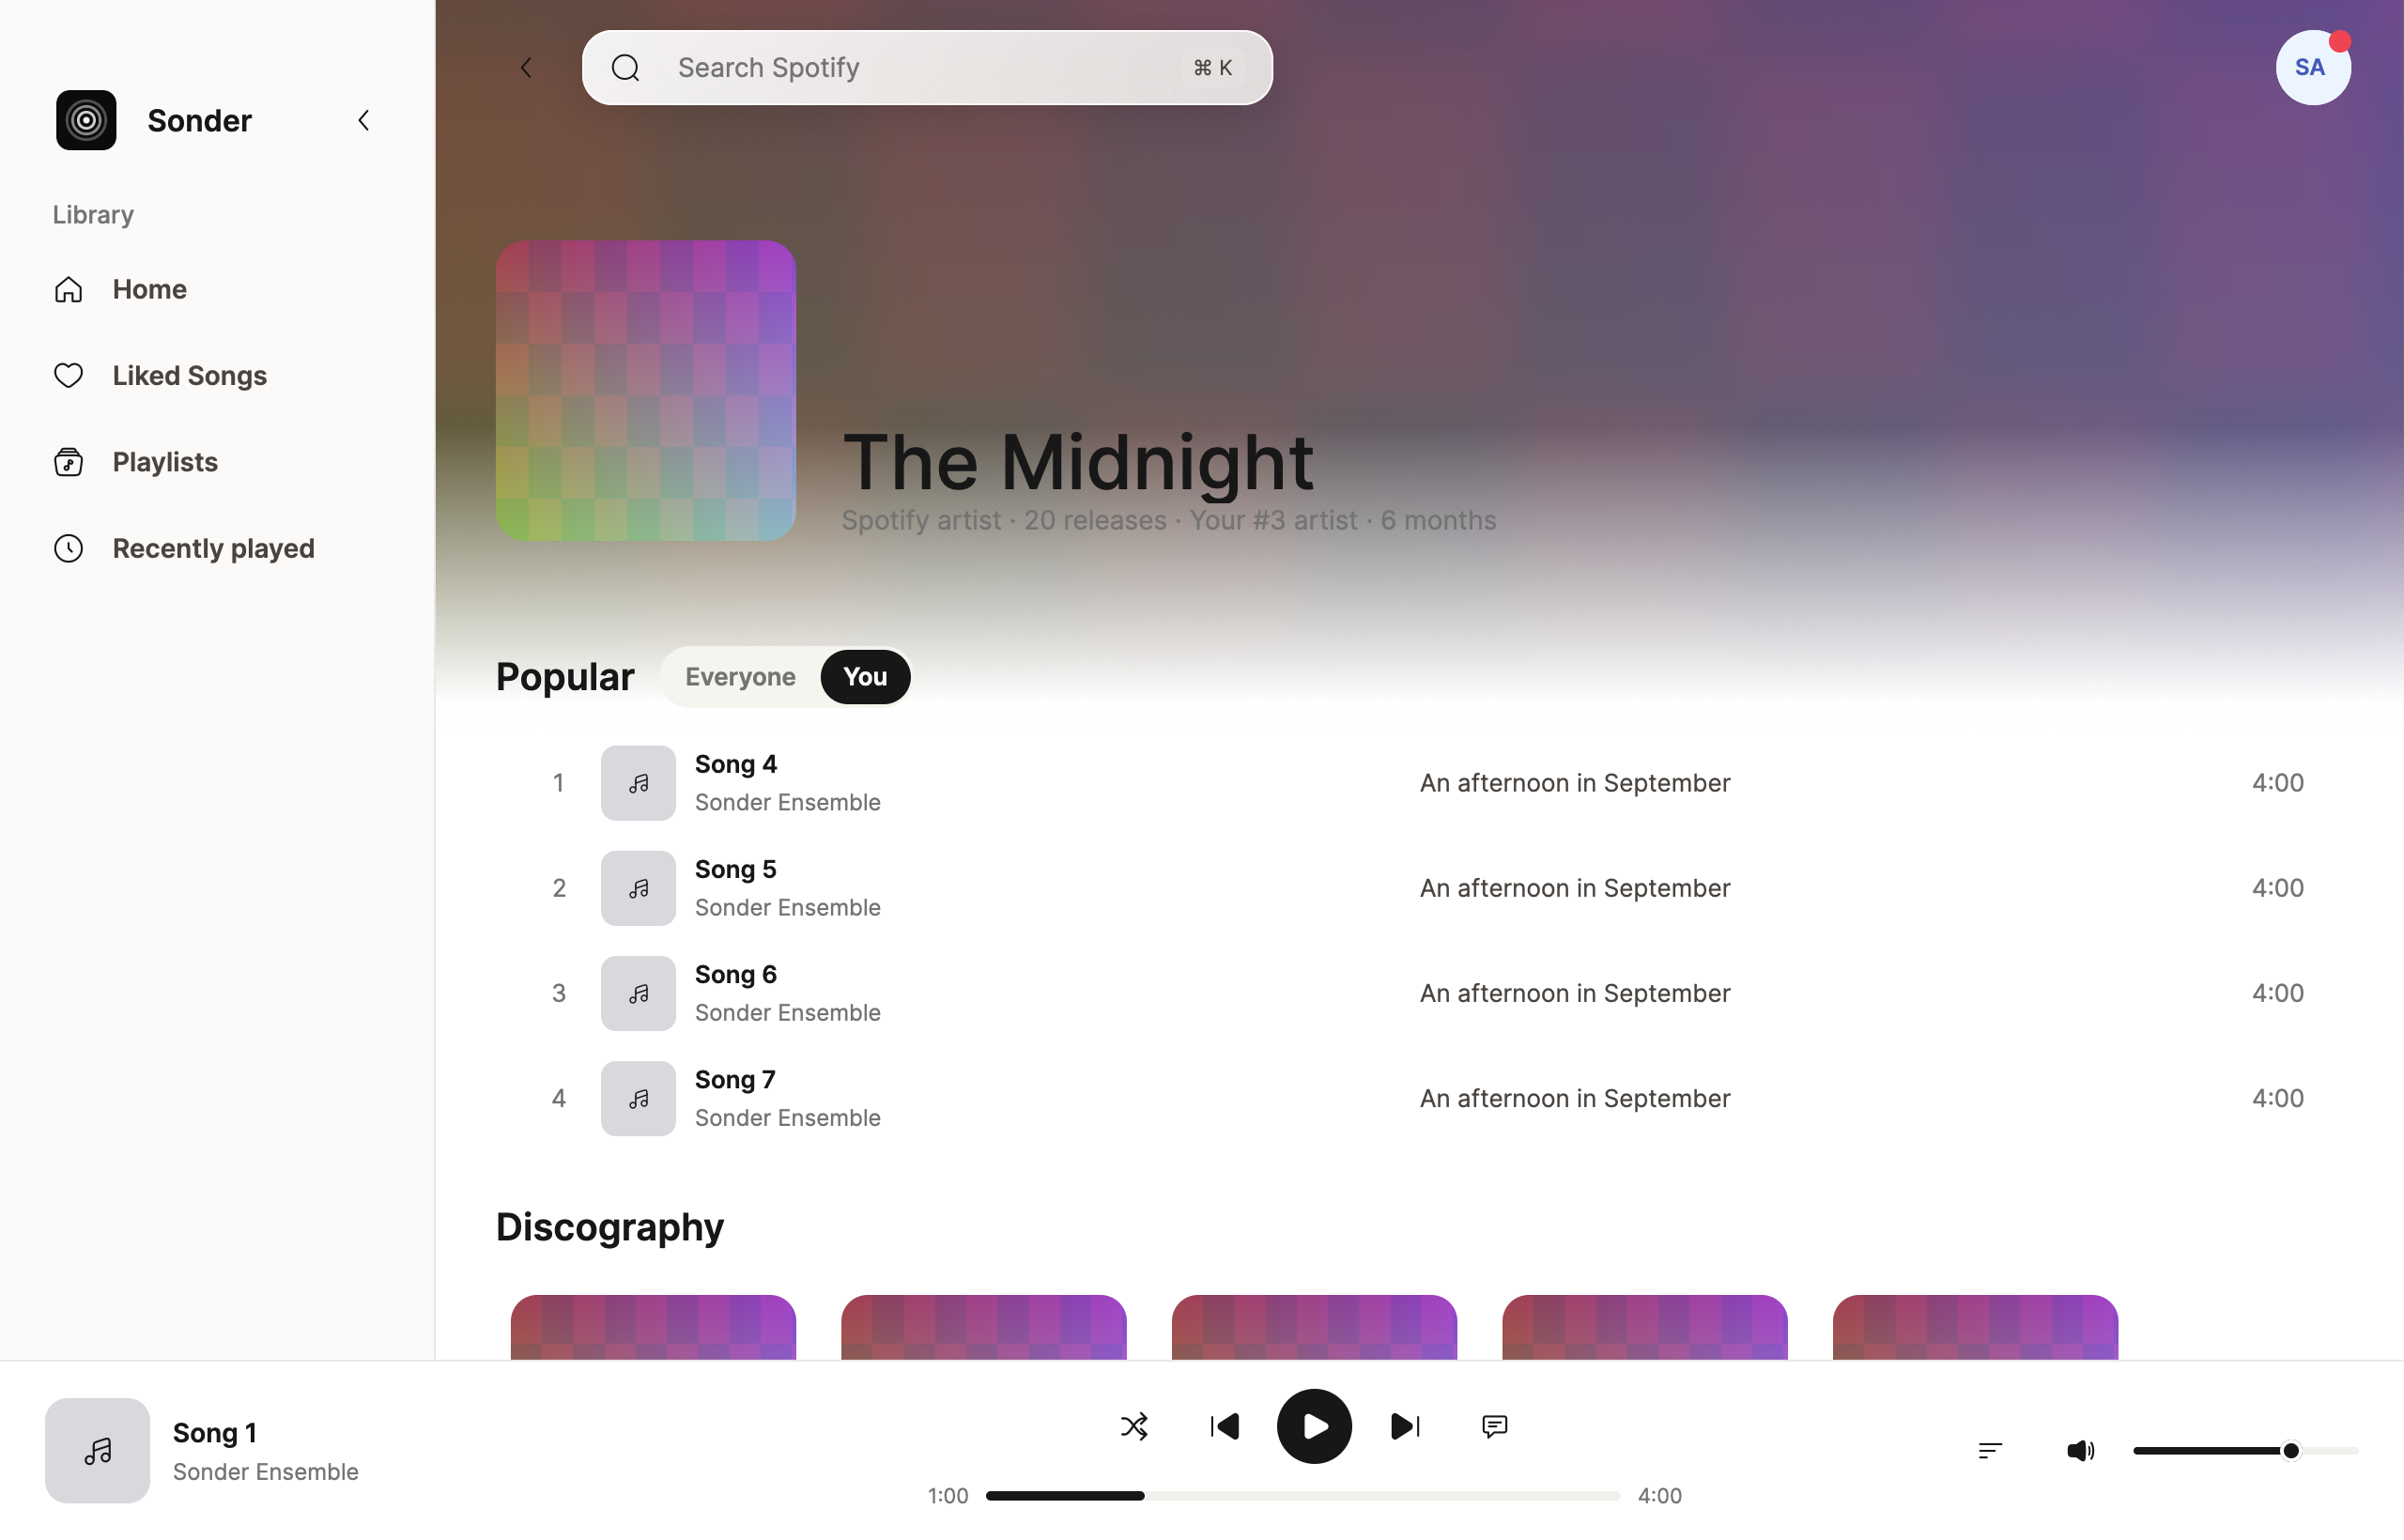 Sonder
Library
Home
Liked Songs
Playlists
Recently played
Search Spotify
⌘ K
SA
The Midnight
Spotify artist · 20 releases · Your #3 artist · 6 months
Popular
Everyone
You
1
Song 4
Sonder Ensemble
An afternoon in September
4:00
2
Song 5
Sonder Ensemble
An afternoon in September
4:00
3
Song 6
Sonder Ensemble
An afternoon in September
4:00
4
Song 7
Sonder Ensemble
An afternoon in September
4:00
Discography
Song 1
Sonder Ensemble
1:00
4:00